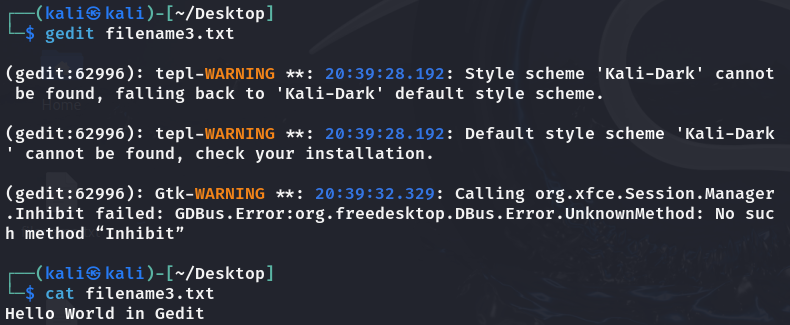 ┌──(kali㉿kali)-[~/Desktop]
└─$ gedit filename3.txt
(gedit:62996): tepl-WARNING **: 20:39:28.192: Style scheme 'Kali-Dark' cannot
 be found, falling back to 'Kali-Dark' default style scheme.
(gedit:62996): tepl-WARNING **: 20:39:28.192: Default style scheme 'Kali-Dark
' cannot be found, check your installation.
(gedit:62996): Gtk-WARNING **: 20:39:32.329: Calling org.xfce.Session.Manager
.Inhibit failed: GDBus.Error:org.freedesktop.DBus.Error.UnknownMethod: No suc
h method “Inhibit”
┌──(kali㉿kali)-[~/Desktop]
└─$ cat filename3.txt
Hello World in Gedit
Home